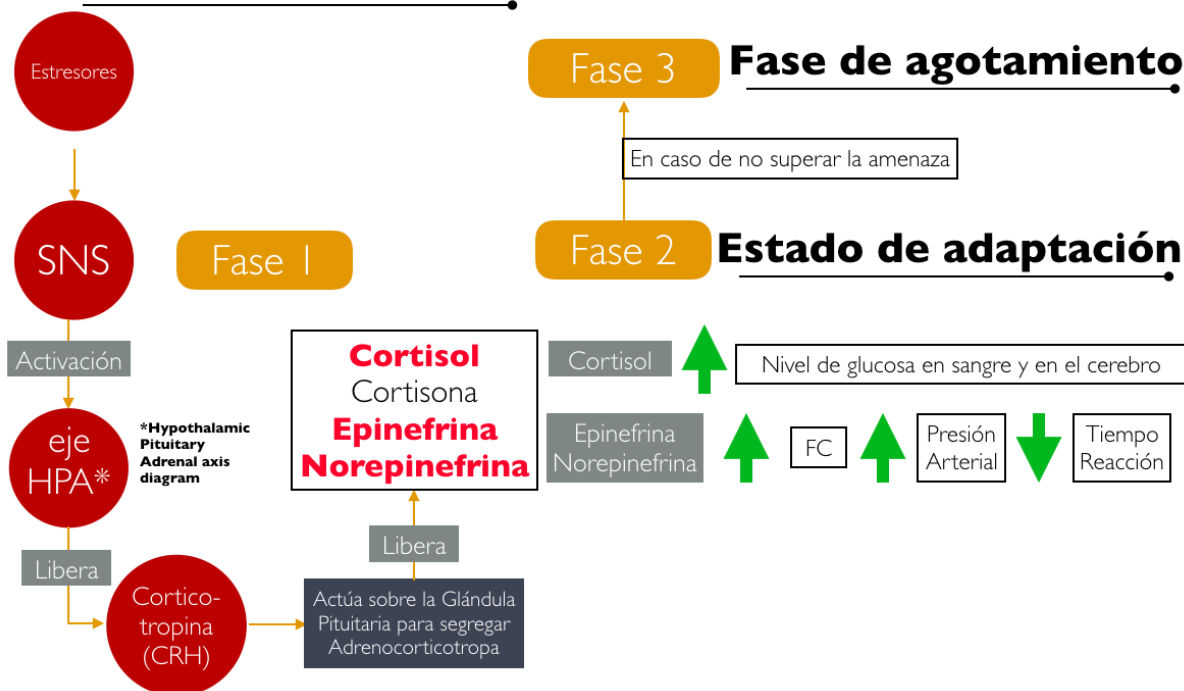 Estresores
SNS
Fase 1
Activación
eje
HPA*
*Hypothalamic
Pituitary
Adrenal axis
diagram
Libera
Cortico-
tropina
(CRH)
Actúa sobre la Glándula
Pituitaria para segregar
Adrenocorticotropa
Libera
Cortisol
Cortisona
Epinefrina
Norepinefrina
Fase 3
Fase de agotamiento
En caso de no superar la amenaza
Fase 2
Estado de adaptación
Cortisol
Nivel de glucosa en sangre y en el cerebro
Epinefrina
Norepinefrina
FC
Presión
Arterial
Tiempo
Reacción